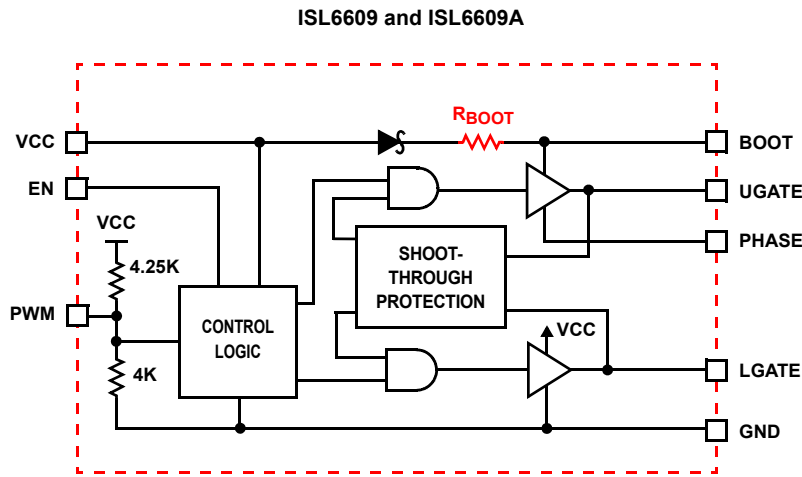 ISL6609 and ISL6609A
RBOOT
VCC
BOOT
EN
UGATE
VCC
PHASE
4.25K
SHOOT-
THROUGH
PROTECTION
PWM
CONTROL
LOGIC
VCC
4K
LGATE
GND